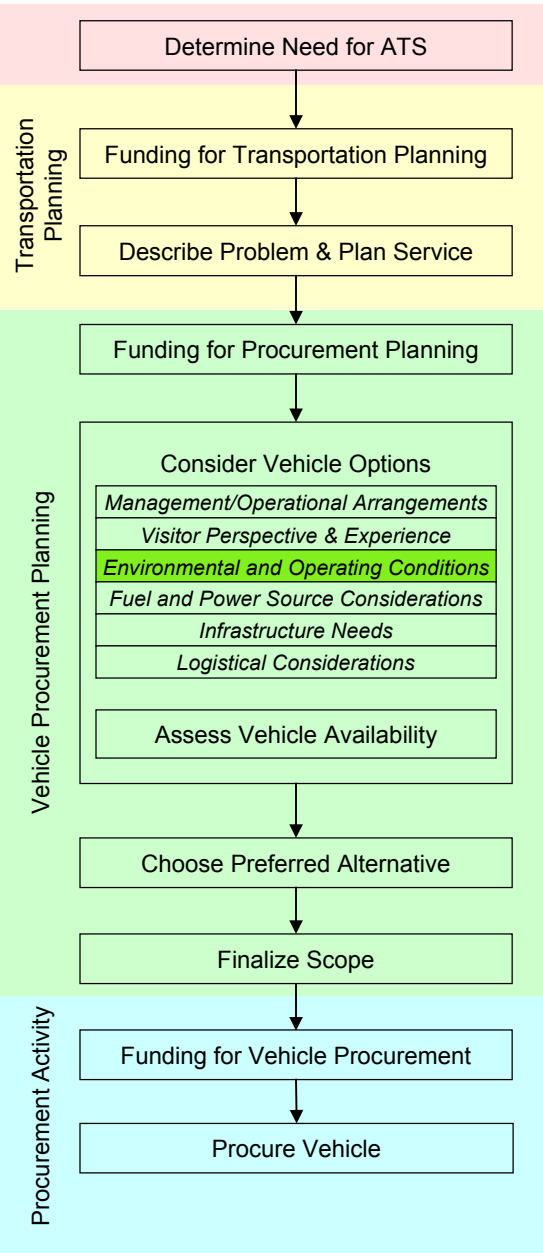 Determine Need for ATS
Transportation
Planning
Funding for Transportation Planning
Describe Problem & Plan Service
Vehicle Procurement Planning
Funding for Procurement Planning
Consider Vehicle Options
Management/Operational Arrangements
Visitor Perspective & Experience
Environmental and Operating Conditions
Fuel and Power Source Considerations
Infrastructure Needs
Logistical Considerations
Assess Vehicle Availability
Choose Preferred Alternative
Finalize Scope
Procurement Activity
Funding for Vehicle Procurement
Procure Vehicle